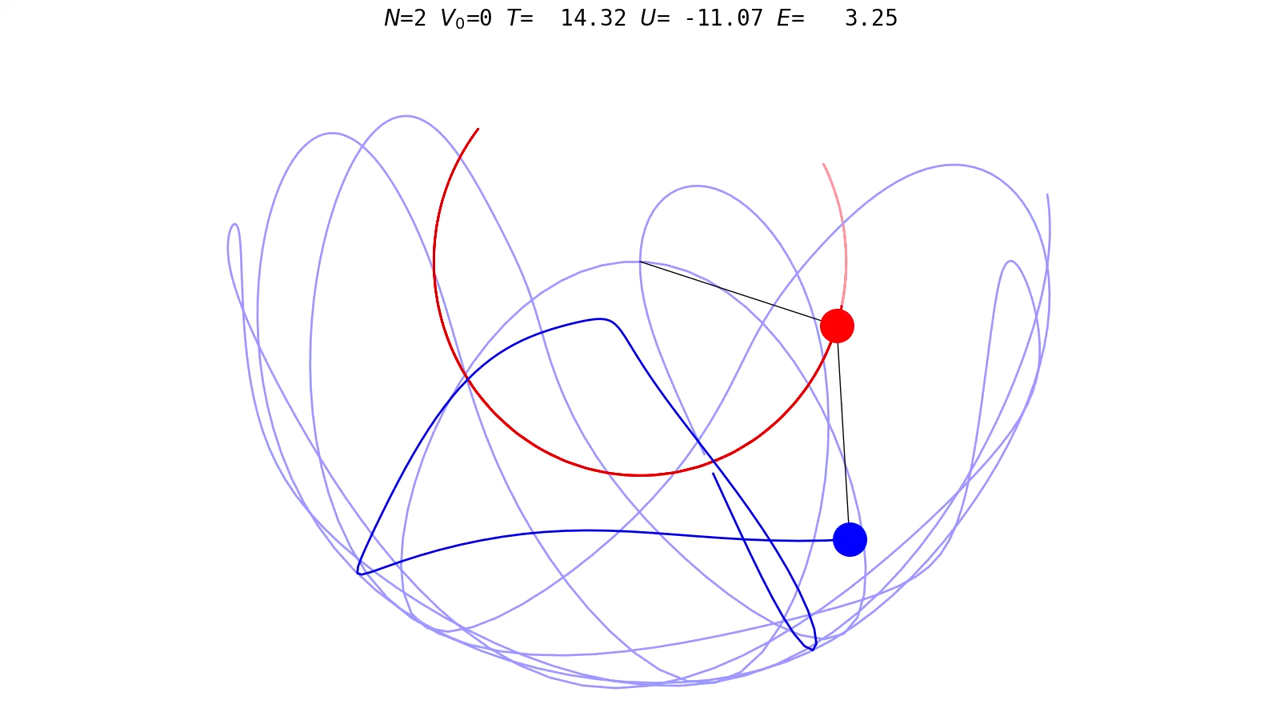 N=2 V₀=0 T= 14.32 U= -11.07 E= 3.25